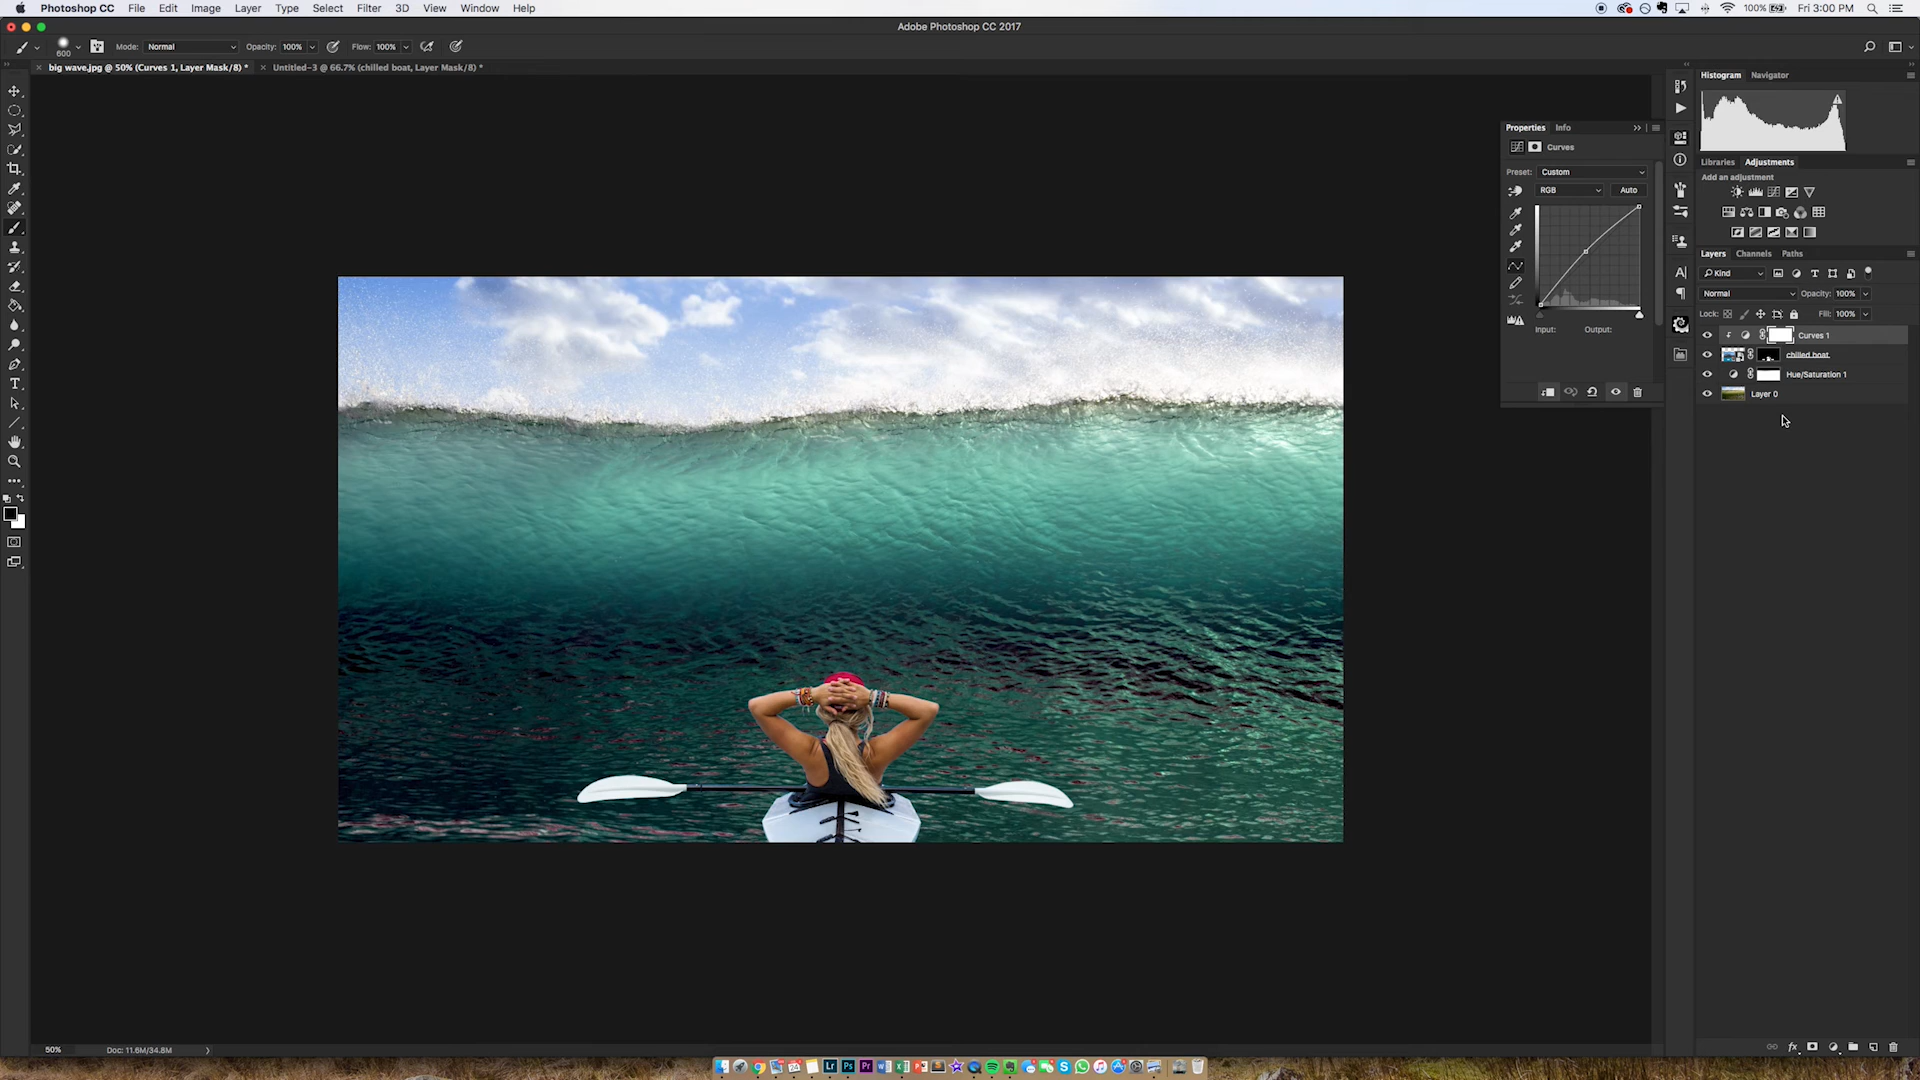 Photoshop CC File Edit Image Layer Type Select Filter 3D View Window Help 100% Fri 3:00 PM
Adobe Photoshop CC 2017
600 Mode: Normal Opacity: 100% Flow: 100%
big wave.jpg @ 50% (Curves 1, Layer Mask/8) * Untitled-3 @ 66.7% (chilled boat, Layer Mask/8) *
Histogram Navigator
Properties Info
Curves
Libraries Adjustments
Preset: Custom
Add an adjustment
RGB Auto
Layers Channels Paths
Kind
Normal Opacity: 100%
Lock: Fill: 100%
Input: Output:
Curves 1
chilled boat
Hue/Saturation 1
Layer 0
50% Doc: 11.6M/34.8M